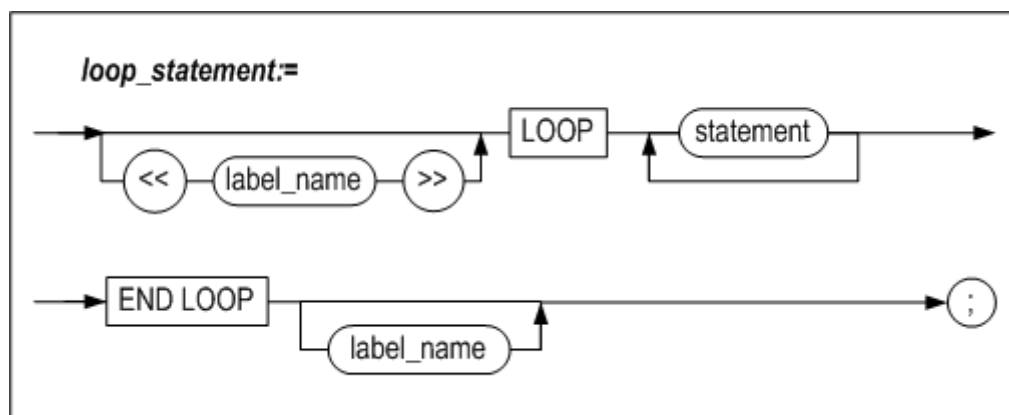 loop_statement:=
LOOP statement
<< label_name >>
END LOOP ;
label_name